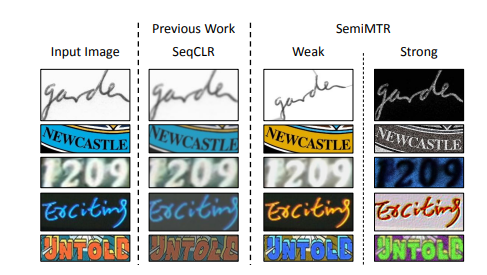 Previous Work SemiMTR
Input Image SeqCLR Weak Strong
garden garden garden garden
NEWCASTLE NEWCASTLE NEWCASTLE NEWCASTLE
1209 1209 1209 1209
Exciting Exciting Exciting Exciting
UNTOLD UNTOLD UNTOLD UNTOLD